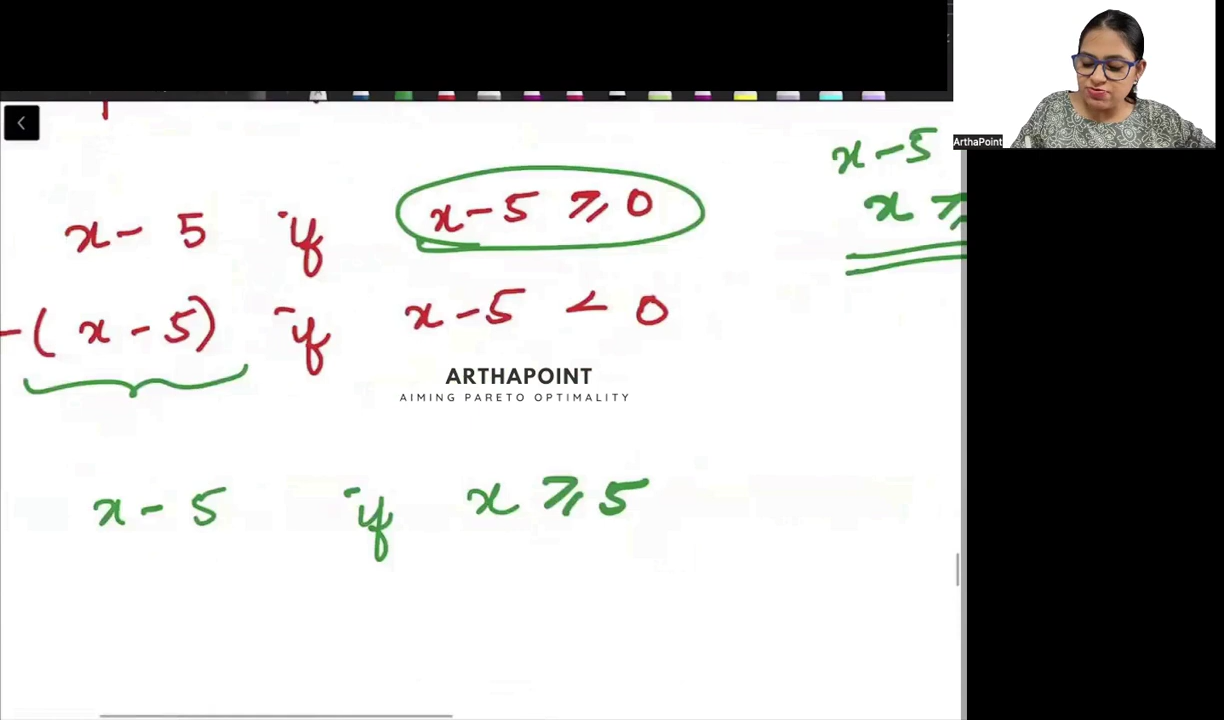 ArthaPoint
x - 5
x ≥
x - 5 if x - 5 ≥ 0
-(x - 5) if x - 5 < 0
ARTHAPOINT
AIMING PARETO OPTIMALITY
x - 5 if x ≥ 5